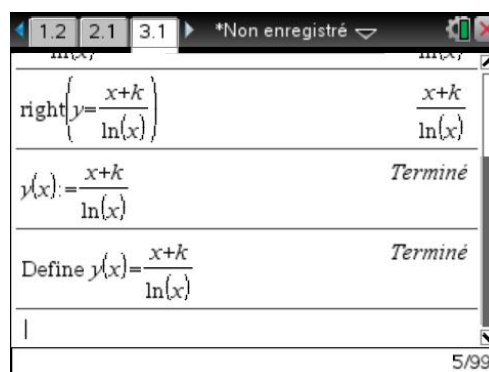 1.2 2.1 3.1 *Non enregistré
right(y=(x+k)/ln(x)) (x+k)/ln(x)
y(x):=(x+k)/ln(x) Terminé
Define y(x)=(x+k)/ln(x) Terminé
5/99